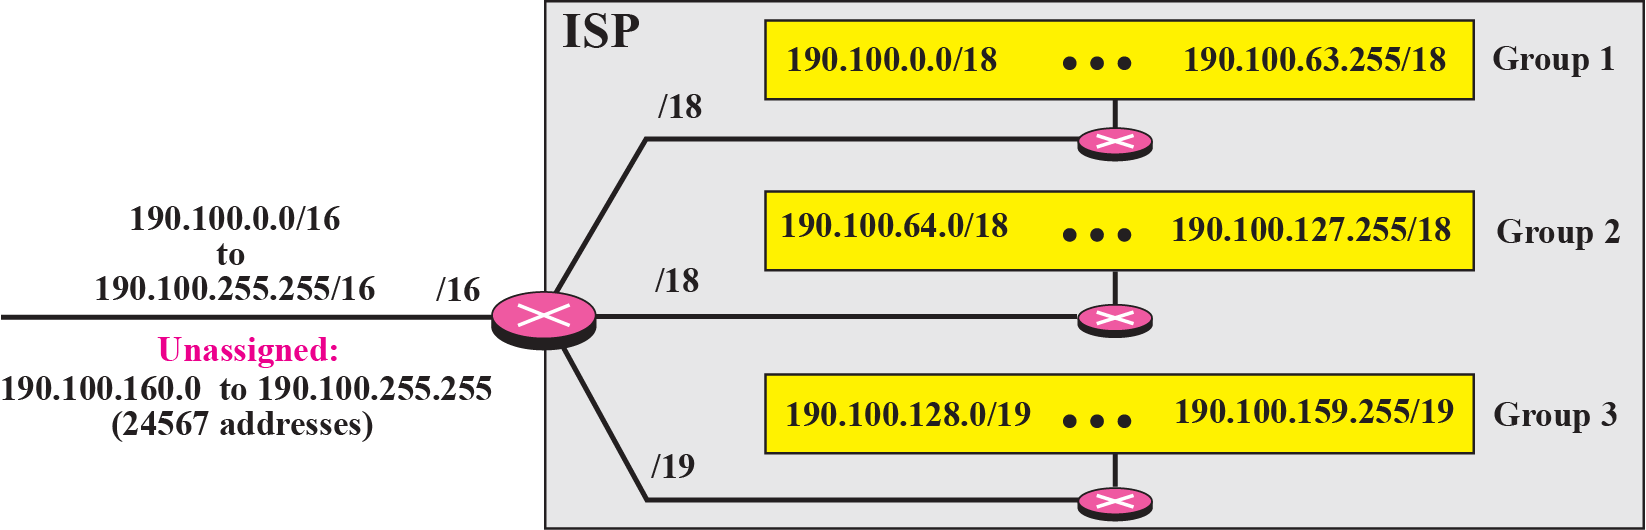 ISP
190.100.0.0/18 ••• 190.100.63.255/18 Group 1
/18
190.100.64.0/18 ••• 190.100.127.255/18 Group 2
/18
190.100.128.0/19 ••• 190.100.159.255/19 Group 3
/19
190.100.0.0/16
to
190.100.255.255/16 /16
Unassigned:
190.100.160.0 to 190.100.255.255
(24567 addresses)